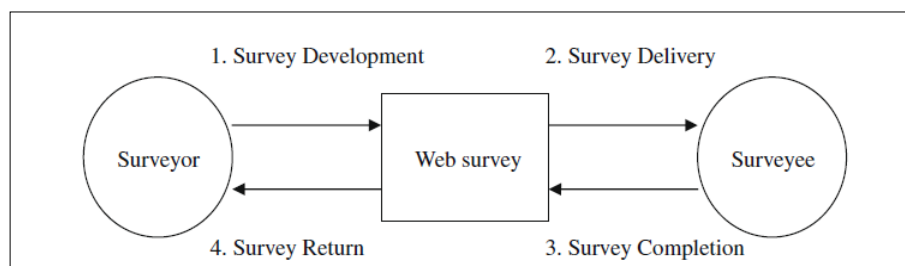 1. Survey Development
2. Survey Delivery
Surveyor
Web survey
Surveyee
4. Survey Return
3. Survey Completion